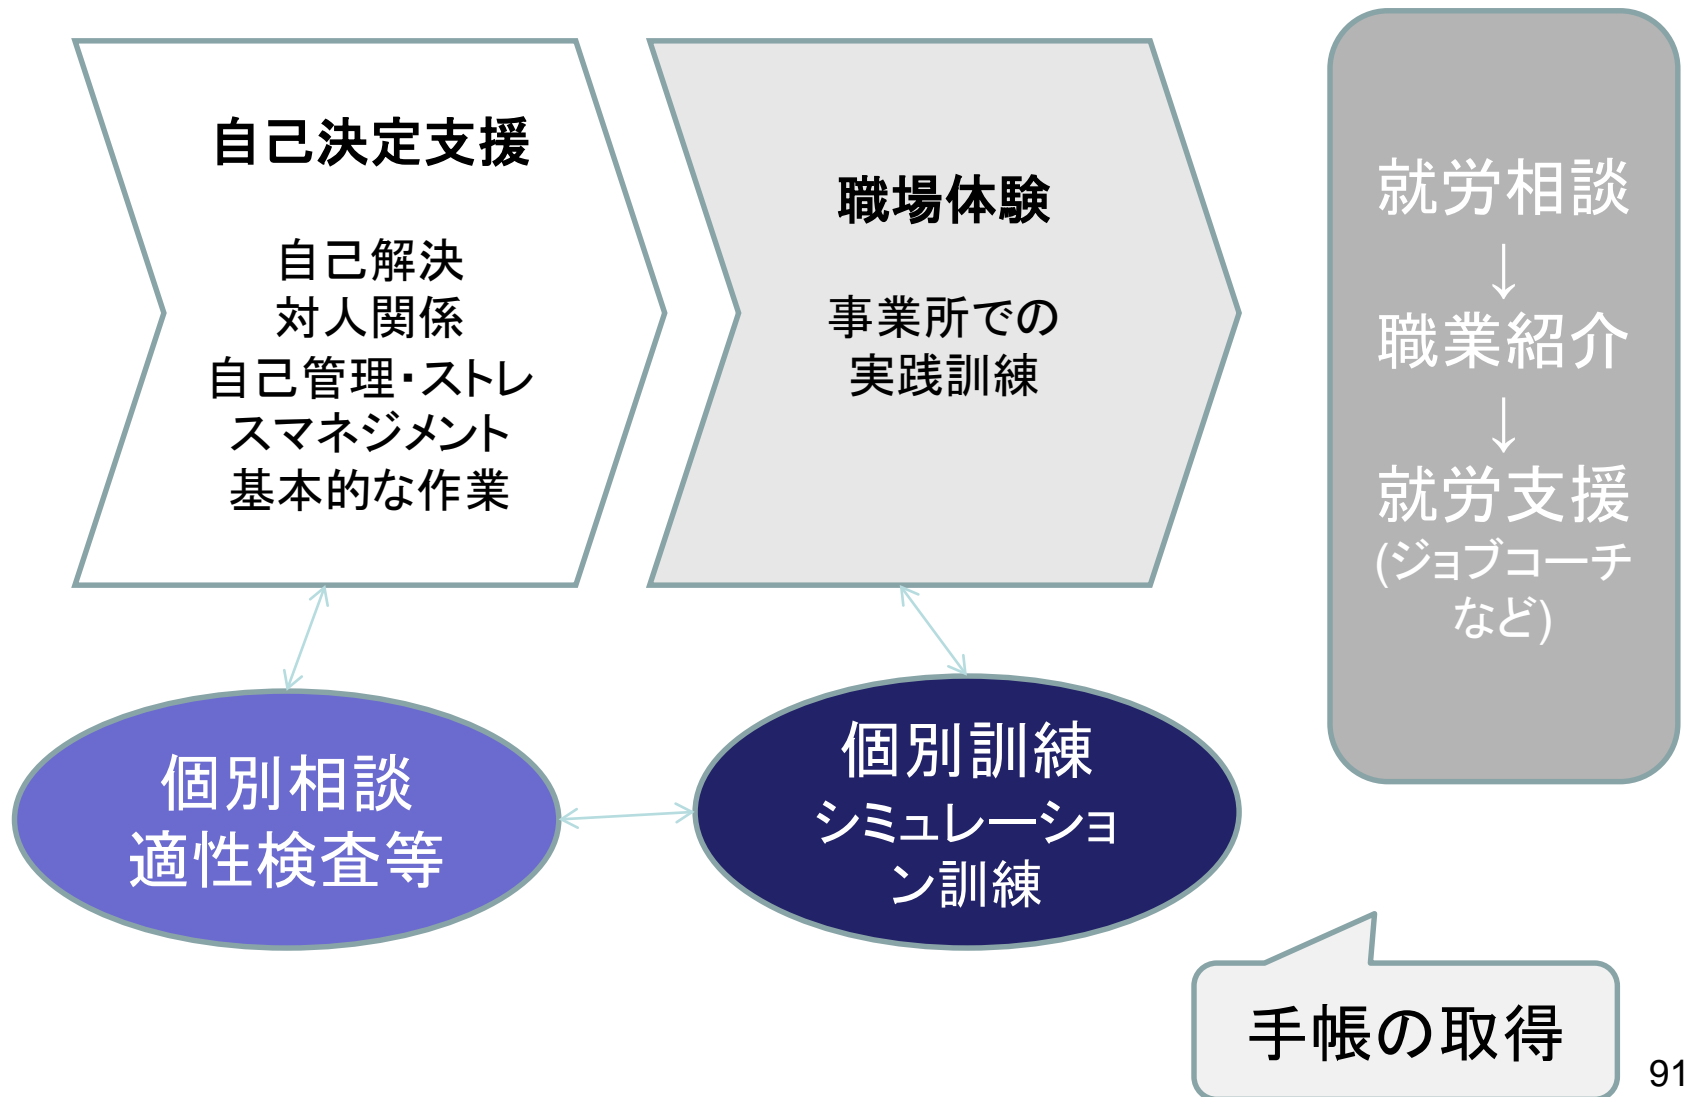 自己決定支援
自己解決
対人関係
自己管理・ストレ
スマネジメント
基本的な作業
職場体験
事業所での
実践訓練
就労相談
↓
職業紹介
↓
就労支援
(ジョブコーチ
など)
個別相談
適性検査等
個別訓練
シミュレーショ
ン訓練
手帳の取得
91